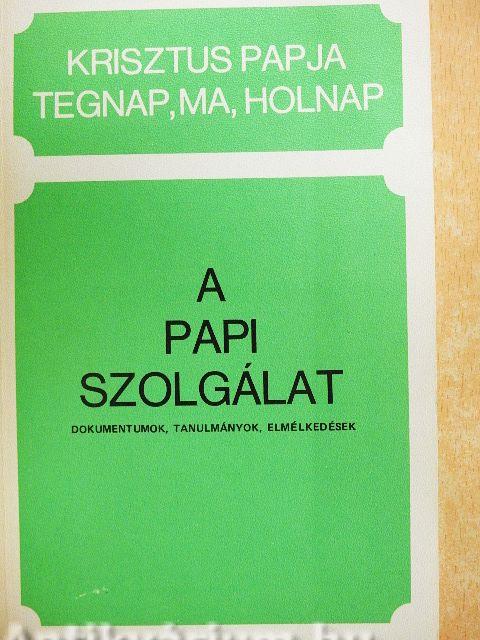 KRISZTUS PAPJA
TEGNAP, MA, HOLNAP
A
PAPI
SZOLGÁLAT
DOKUMENTUMOK, TANULMÁNYOK, ELMÉLKEDÉSEK